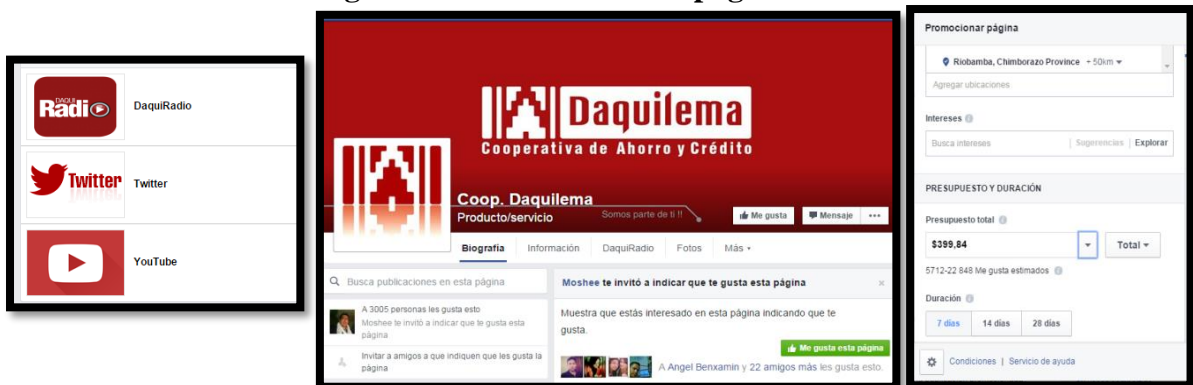 DAQUI
Radio
DaquiRadio
Twitter
Twitter
YouTube
Daquilema
Cooperativa de Ahorro y Crédito
Coop. Daquilema
Producto/servicio
Somos parte de ti !!
Me gusta
Mensaje
Biografía
Información
DaquiRadio
Fotos
Más
Busca publicaciones en esta página
A 3005 personas les gusta esto
Moshee te invitó a indicar que te gusta esta
página
Invitar a amigos a que indiquen que les gusta la
página
Moshee te invitó a indicar que te gusta esta página
Muestra que estás interesado en esta página indicando que te
gusta.
Me gusta esta página
A Angel Benxamin y 22 amigos más les gusta esto.
Promocionar página
Riobamba, Chimborazo Province + 50km
Agregar ubicaciones
Intereses
Busca intereses | Sugerencias | Explorar
PRESUPUESTO Y DURACIÓN
Presupuesto total
$399,84
Total
5712-22 848 Me gusta estimados
Duración
7 días
14 días
28 días
Condiciones | Servicio de ayuda